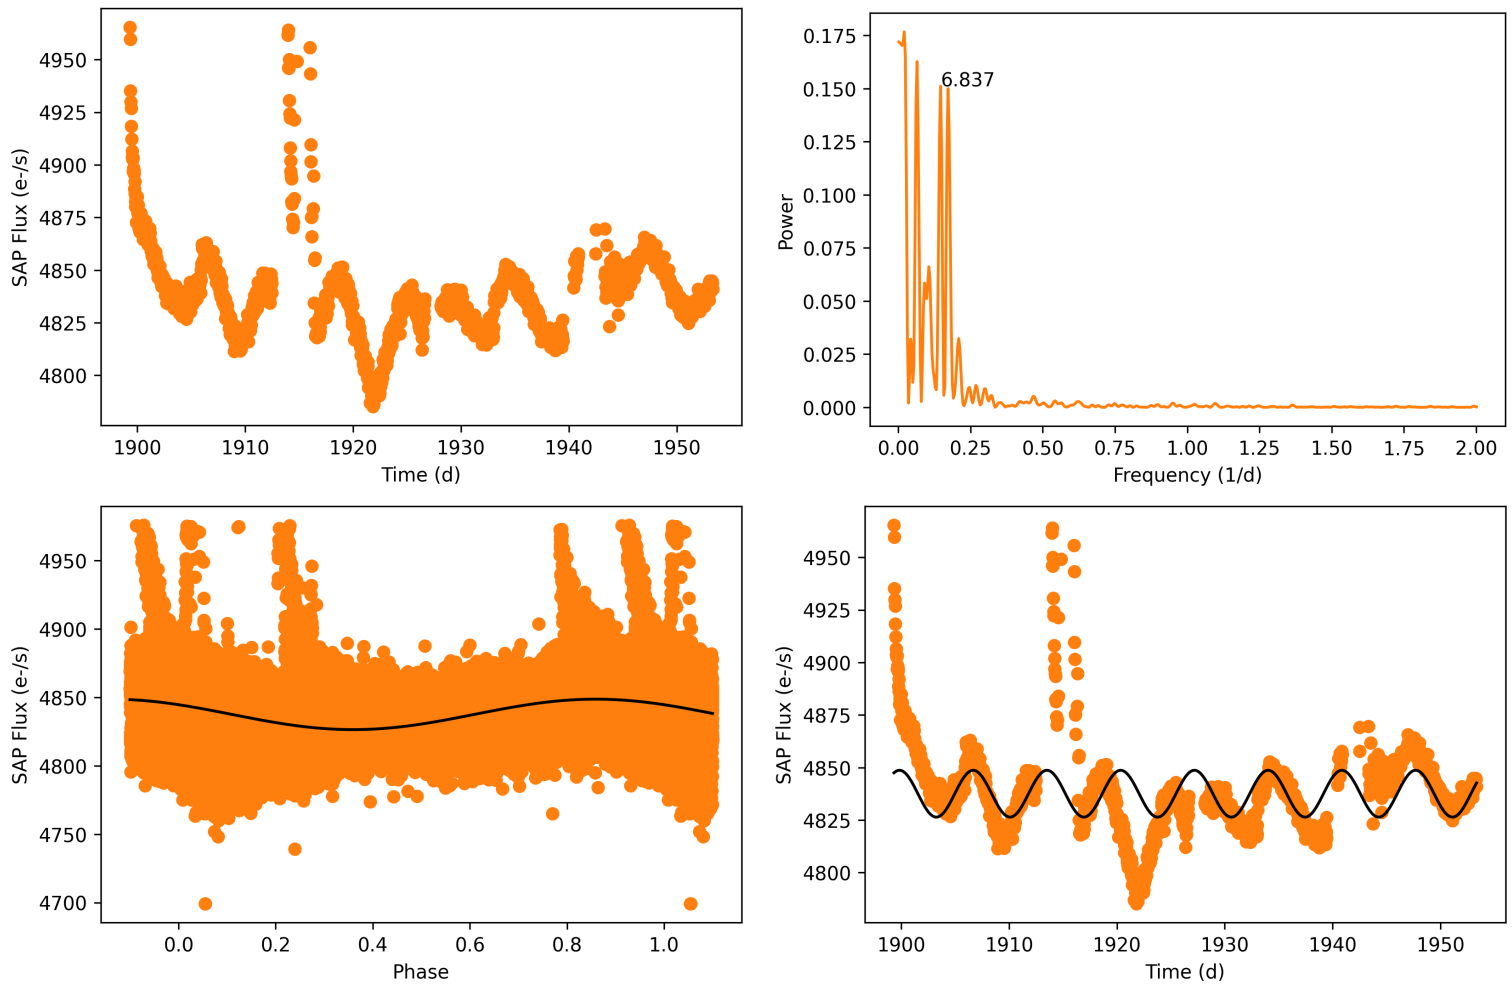 4950
4925
4900
4875
4850
4825
4800
SAP Flux (e-/s)
1900 1910 1920 1930 1940 1950
Time (d)
0.175
0.150
0.125
0.100
0.075
0.050
0.025
0.000
Power
6.837
0.00 0.25 0.50 0.75 1.00 1.25 1.50 1.75 2.00
Frequency (1/d)
4950
4900
4850
4800
4750
4700
SAP Flux (e-/s)
0.0 0.2 0.4 0.6 0.8 1.0
Phase
4950
4925
4900
4875
4850
4825
4800
SAP Flux (e-/s)
1900 1910 1920 1930 1940 1950
Time (d)